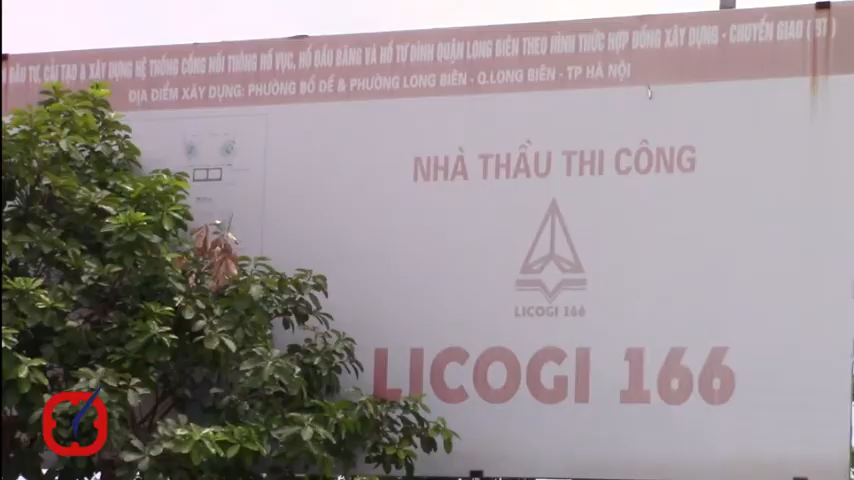 ĐẦU TƯ, CẢI TẠO & XÂY DỰNG HỆ THỐNG CỐNG NỐI THÔNG HỒ VỤC, HỒ ĐẦU BĂNG VÀ HỒ TƯ ĐÌNH QUẬN LONG BIÊN THEO HÌNH THỨC HỢP ĐỒNG XÂY DỰNG - CHUYỂN GIAO (BT)
ĐỊA ĐIỂM XÂY DỰNG: PHƯỜNG BỒ ĐỀ & PHƯỜNG LONG BIÊN - Q.LONG BIÊN - TP HÀ NỘI
NHÀ THẦU THI CÔNG
LICOGI 166
LICOGI 166